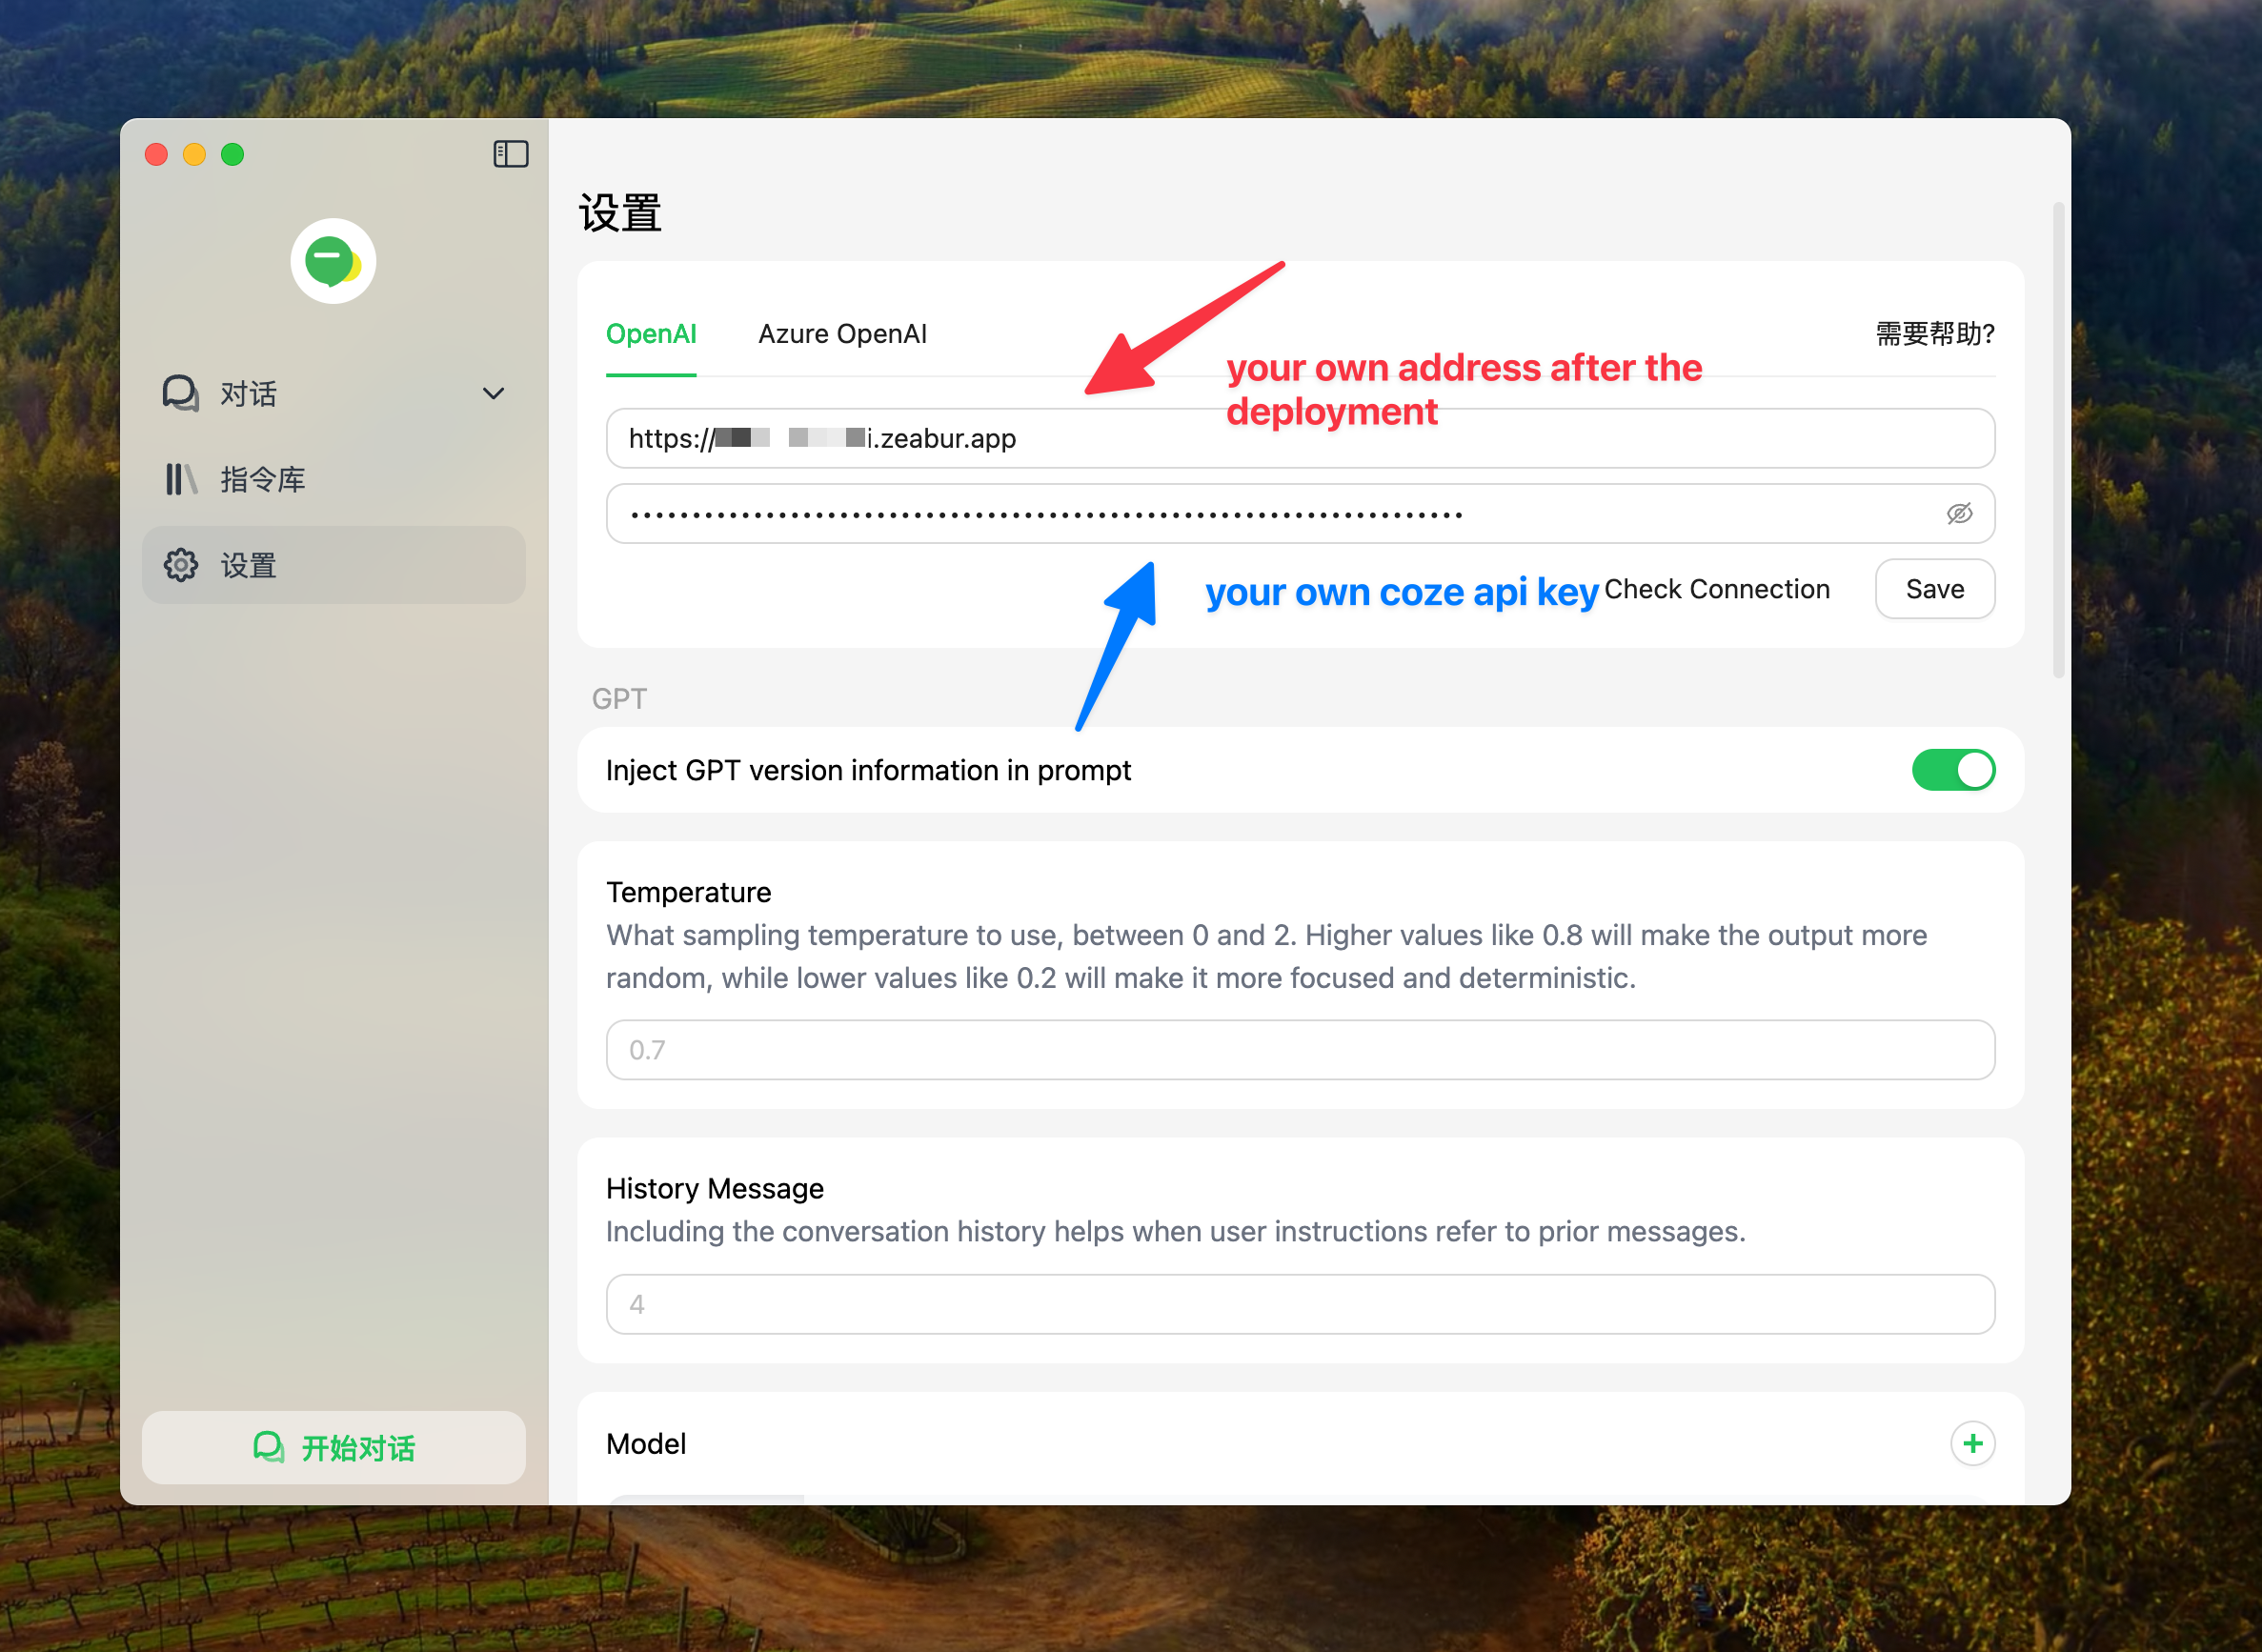 设置
OpenAI
Azure OpenAI
需要帮助?
your own address after the
deployment
https:// i.zeabur.app
your own coze api key
Check Connection
Save
对话
指令库
设置
GPT
Inject GPT version information in prompt
Temperature
What sampling temperature to use, between 0 and 2. Higher values like 0.8 will make the output more
random, while lower values like 0.2 will make it more focused and deterministic.
0.7
History Message
Including the conversation history helps when user instructions refer to prior messages.
4
Model
开始对话